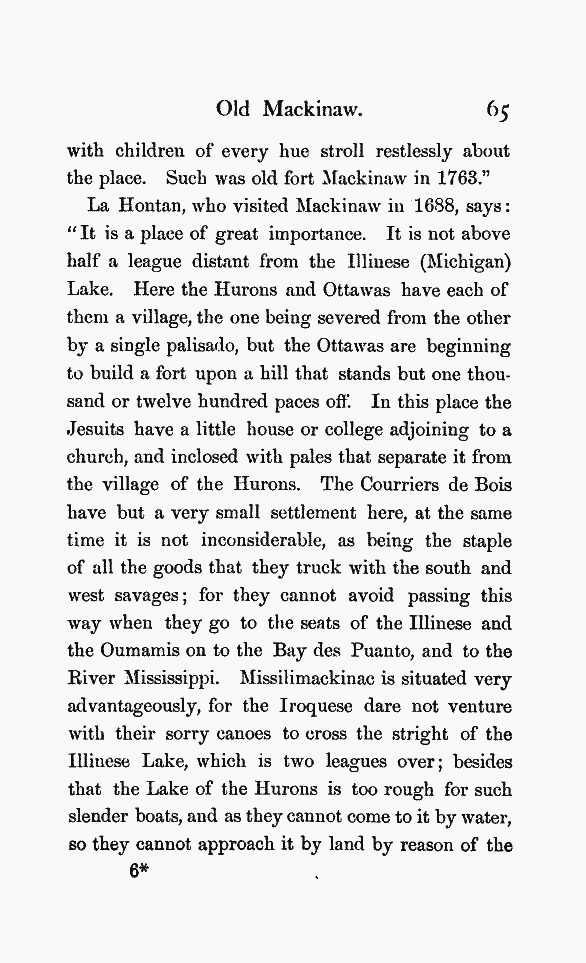 Old Mackinaw. 65
with children of every hue stroll restlessly about
the place. Such was old fort Mackinaw in 1763.”
La Hontan, who visited Mackinaw in 1688, says:
“It is a place of great importance. It is not above
half a league distant from the Illinese (Michigan)
Lake. Here the Hurons and Ottawas have each of
them a village, the one being severed from the other
by a single palisado, but the Ottawas are beginning
to build a fort upon a hill that stands but one thou-
sand or twelve hundred paces off. In this place the
Jesuits have a little house or college adjoining to a
church, and inclosed with pales that separate it from
the village of the Hurons. The Courriers de Bois
have but a very small settlement here, at the same
time it is not inconsiderable, as being the staple
of all the goods that they truck with the south and
west savages; for they cannot avoid passing this
way when they go to the seats of the Illinese and
the Oumamis on to the Bay des Puanto, and to the
River Mississippi. Missilimackinac is situated very
advantageously, for the Iroquese dare not venture
with their sorry canoes to cross the stright of the
Illinese Lake, which is two leagues over; besides
that the Lake of the Hurons is too rough for such
slender boats, and as they cannot come to it by water,
so they cannot approach it by land by reason of the
6*